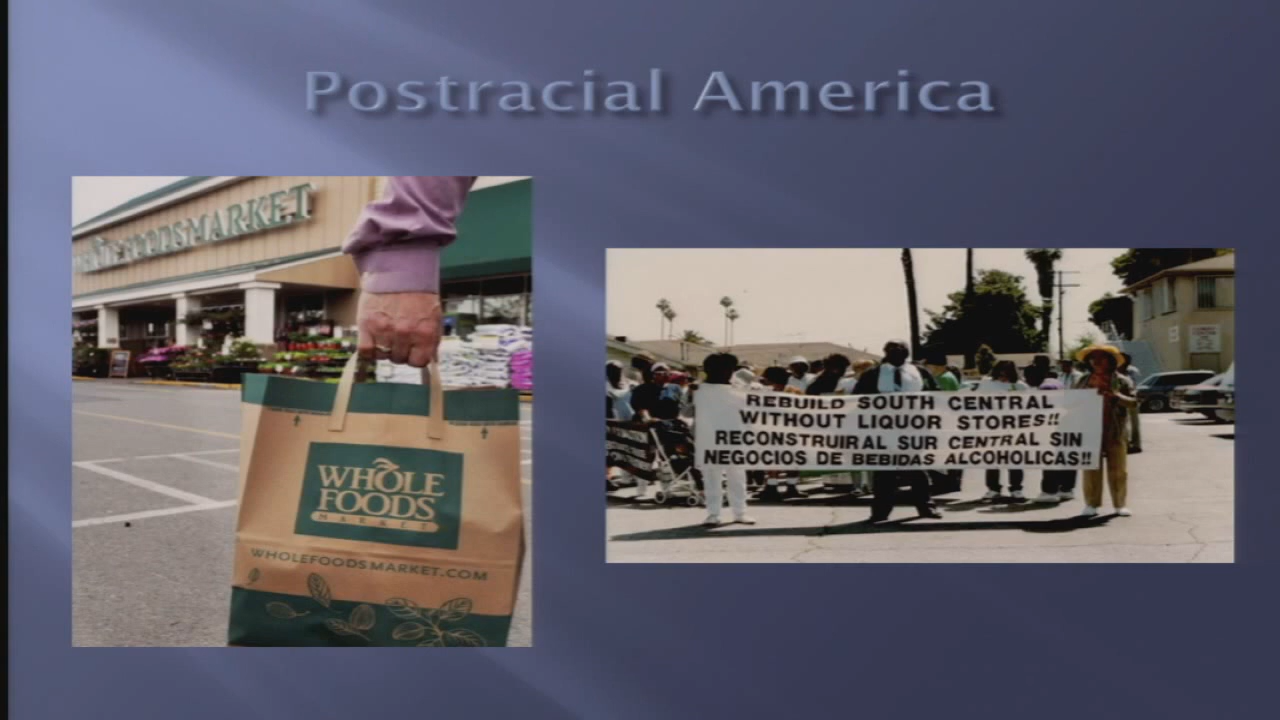 Postracial America
WHOLE FOODS MARKET
WHOLE
FOODS
MARKET
WHOLEFOODSMARKET.COM
REBUILD SOUTH CENTRAL
WITHOUT LIQUOR STORES!!
RECONSTRUIRAL SUR CENTRAL SIN
NEGOCIOS DE BEBIDAS ALCOHOLICAS!!